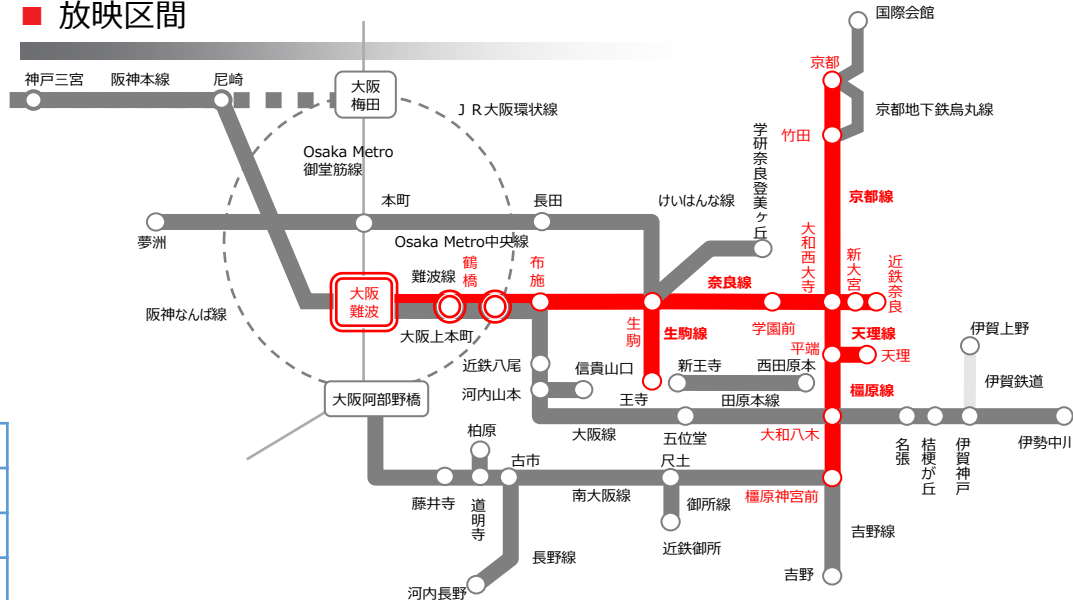 ■ 放映区間
国際会館
京都
神戸三宮
阪神本線
尼崎
大阪
梅田
ＪＲ大阪環状線
京都地下鉄烏丸線
竹田
学研奈良登美ヶ丘
Osaka Metro
御堂筋線
京都線
本町
長田
けいはんな線
夢洲
Osaka Metro中央線
大和西大寺
新大宮
近鉄奈良
鶴橋
布施
難波線
奈良線
大阪
難波
阪神なんば線
大阪上本町
生駒
生駒線
学園前
天理線
平端
天理
伊賀上野
近鉄八尾
信貴山口
新王寺
西田原本
伊賀鉄道
河内山本
橿原線
大阪阿部野橋
王寺
田原本線
大阪線
五位堂
大和八木
名張
桔梗が丘
伊賀神戸
伊勢中川
柏原
古市
尺土
藤井寺
道明寺
南大阪線
御所線
橿原神宮前
近鉄御所
吉野線
長野線
吉野
河内長野